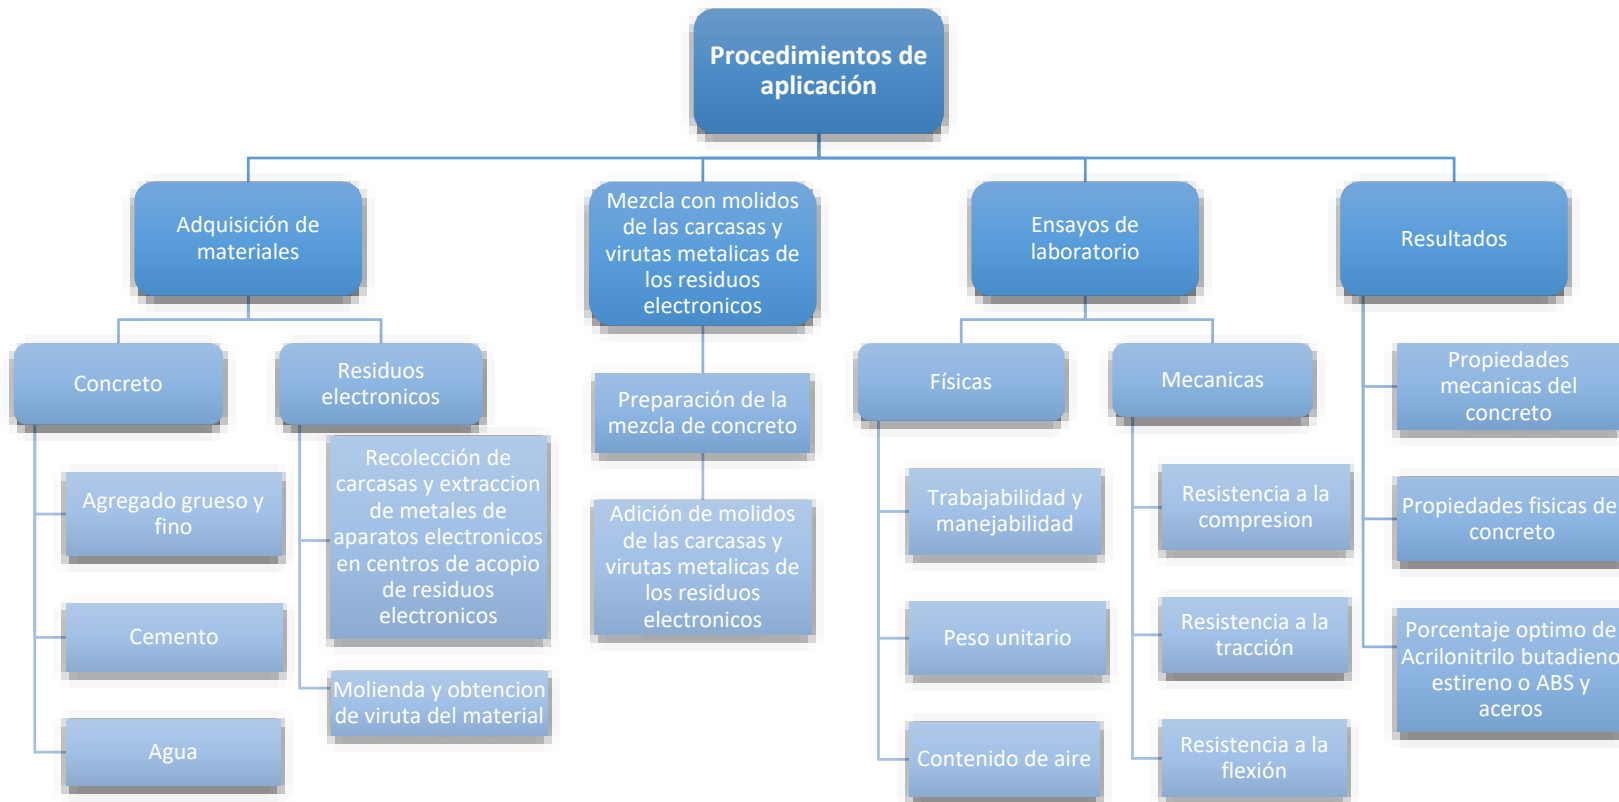 Procedimientos de
aplicación
Adquisición de
materiales
Concreto
Agregado grueso y
fino
Cemento
Agua
Residuos
electronicos
Recolección de
carcasas y extraccion
de metales de
aparatos electronicos
en centros de acopio
de residuos
electronicos
Molienda y obtencion
de viruta del material
Mezcla con molidos
de las carcasas y
virutas metalicas de
los residuos
electronicos
Preparación de la
mezcla de concreto
Adición de molidos
de las carcasas y
virutas metalicas de
los residuos
electronicos
Ensayos de
laboratorio
Físicas
Trabajabilidad y
manejabilidad
Peso unitario
Contenido de aire
Mecanicas
Resistencia a la
compresion
Resistencia a la
tracción
Resistencia a la
flexión
Resultados
Propiedades
mecanicas del
concreto
Propiedades fisicas de
concreto
Porcentaje optimo de
Acrilonitrilo butadieno
estireno o ABS y
aceros